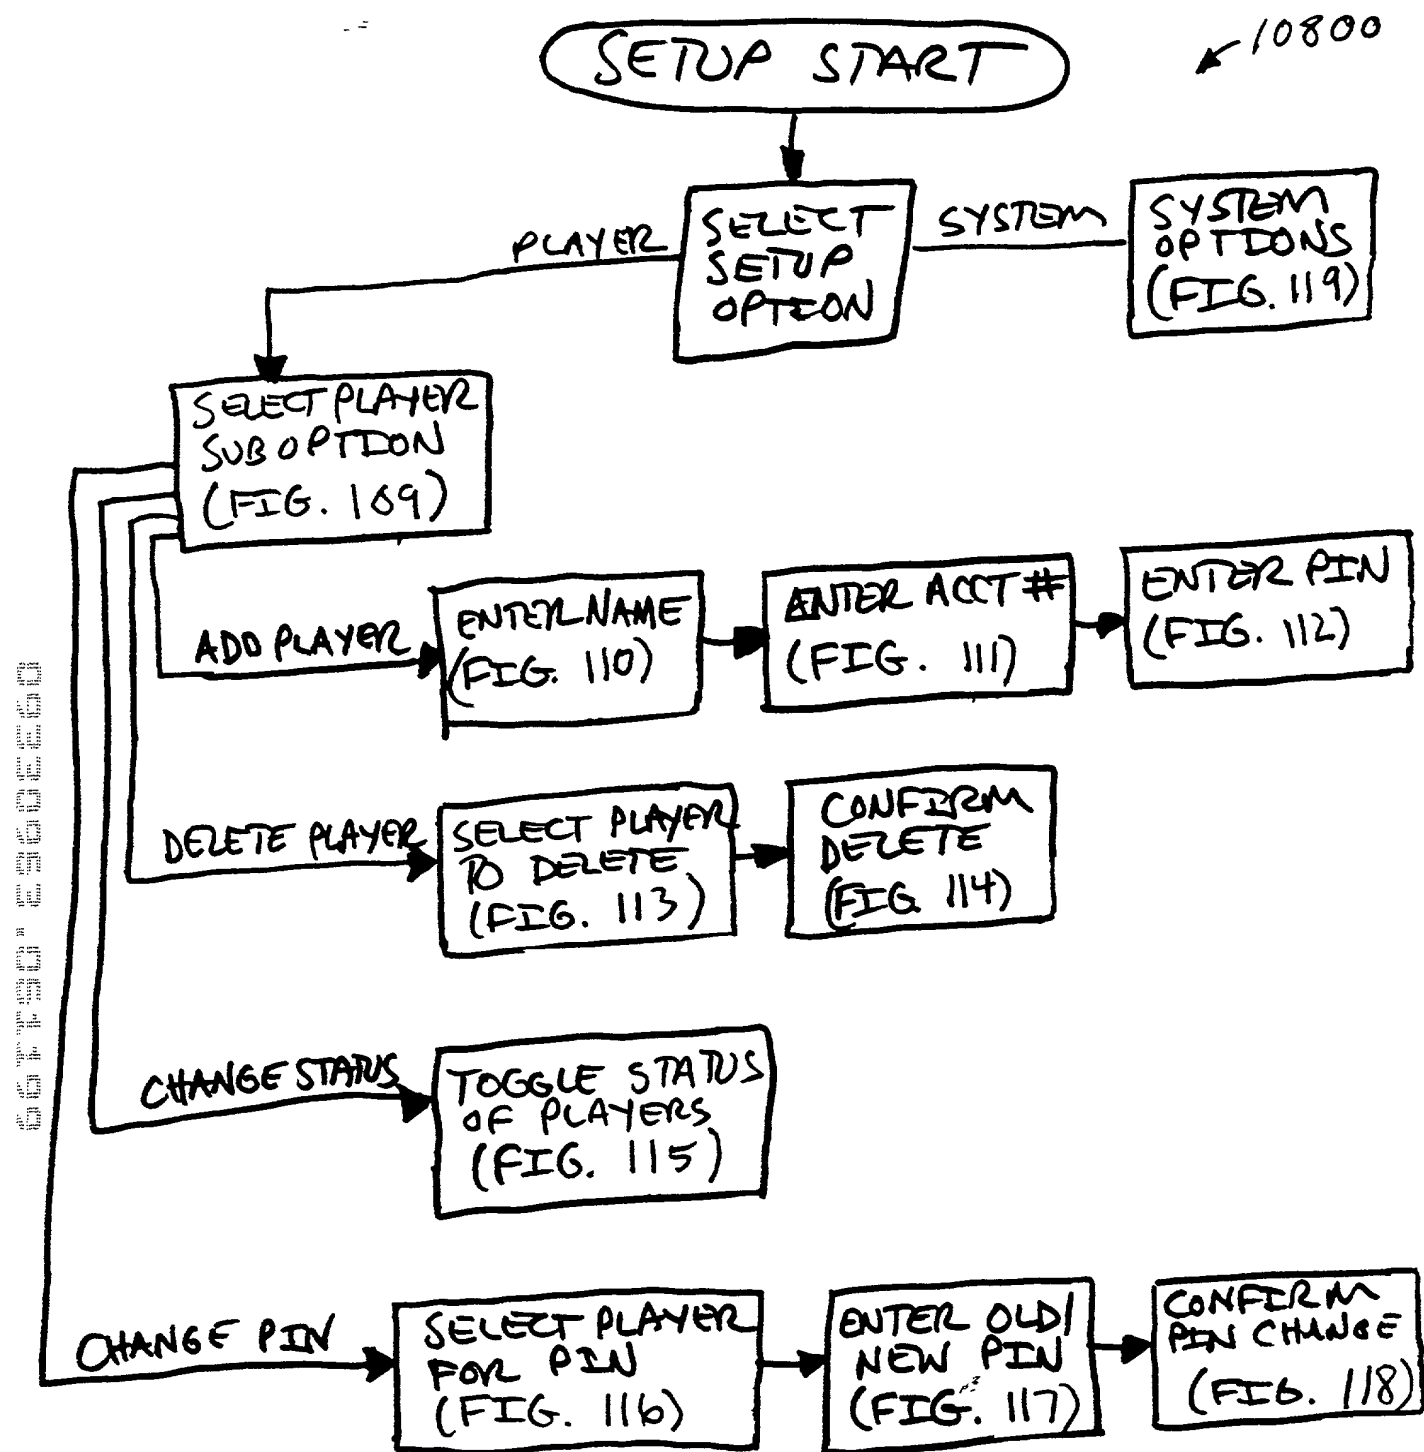 SETUP START
10800
SELECT
SETUP
OPTION
PLAYER
SYSTEM
SYSTEM
OPTIONS
(FIG. 119)
SELECT PLAYER
SUBOPTION
(FIG. 109)
ADD PLAYER
ENTER NAME
(FIG. 110)
ENTER ACCT #
(FIG. 111)
ENTER PIN
(FIG. 112)
DELETE PLAYER
SELECT PLAYER
TO DELETE
(FIG. 113)
CONFIRM
DELETE
(FIG. 114)
CHANGE STATUS
TOGGLE STATUS
OF PLAYERS
(FIG. 115)
CHANGE PIN
SELECT PLAYER
FOR PIN
(FIG. 116)
ENTER OLD/
NEW PIN
(FIG. 117)
CONFIRM
PIN CHANGE
(FIG. 118)